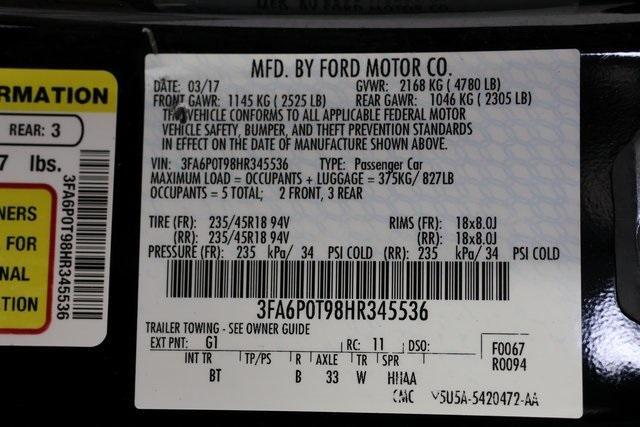 MFD. BY FORD MOTOR CO.
DATE: 03/17 GVWR: 2168 KG ( 4780 LB)
FRONT GAWR: 1145 KG ( 2525 LB) REAR GAWR: 1046 KG ( 2305 LB)
THE VEHICLE CONFORMS TO ALL APPLICABLE FEDERAL MOTOR
VEHICLE SAFETY, BUMPER, AND THEFT PREVENTION STANDARDS
IN EFFECT ON THE DATE OF MANUFACTURE SHOWN ABOVE.
VIN: 3FA6P0T98HR345536 TYPE: Passenger Car
MAXIMUM LOAD = OCCUPANTS + LUGGAGE = 375KG/ 827LB
OCCUPANTS = 5 TOTAL; 2 FRONT, 3 REAR
TIRE (FR): 235/45R18 94V RIMS (FR): 18x8.0J
(RR): 235/45R18 94V (RR): 18x8.0J
PRESSURE (FR): 235 kPa/ 34 PSI COLD (RR): 235 kPa/ 34 PSI COLD
3FA6P0T98HR345536
TRAILER TOWING - SEE OWNER GUIDE
EXT PNT: G1 RC: 11 DSO:
F0067
R0094
INT TR TP/PS R AXLE TR SPR
BT B 33 W HHAA
CMC V5U5A-5420472-AA
ORMATION
REAR: 3
7 lbs.
NERS
FOR
NAL
TION
3FA6P0T98HR345536